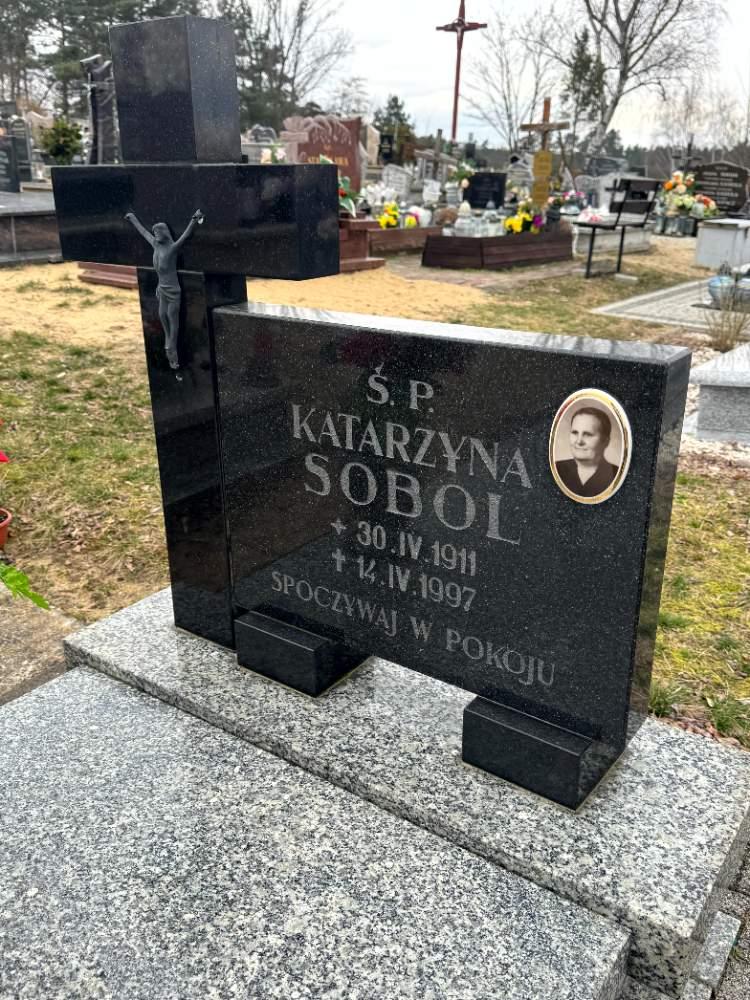 Ś. P.
KATARZYNA
SOBOL
✢ 30.IV.1911
✝ 14.IV.1997
SPOCZYWAJ W POKOJU